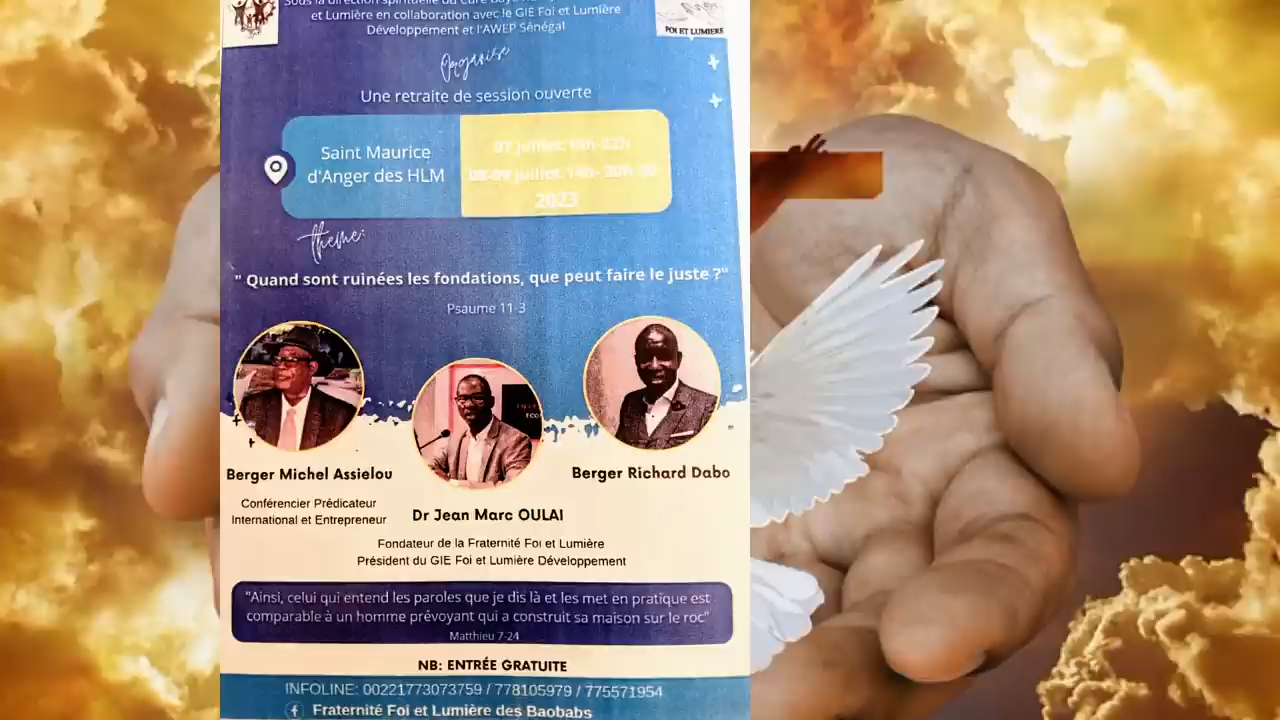 Sous la direction spirituelle du Curé
et Lumière en collaboration avec le GIE Foi et Lumière
Développement et l'AWEP Sénégal
FOI ET LUMIERE
Organise
Une retraite de session ouverte
Saint Maurice
d'Anger des HLM
07 juillet:
08-09 juillet,
2023
theme:
" Quand sont ruinées les fondations, que peut faire le juste ?"
Psaume 11-3
Berger Michel Assielou
Conférencier Prédicateur
International et Entrepreneur
Berger Richard Dabo
Dr Jean Marc OULAI
Fondateur de la Fraternité Foi et Lumière
Président du GIE Foi et Lumière Développement
"Ainsi, celui qui entend les paroles que je dis là et les met en pratique est
comparable à un homme prévoyant qui a construit sa maison sur le roc"
Matthieu 7-24
NB: ENTRÉE GRATUITE
INFOLINE: 00221773073759 / 778105979 / 775571954
Fraternité Foi et Lumière des Baobabs